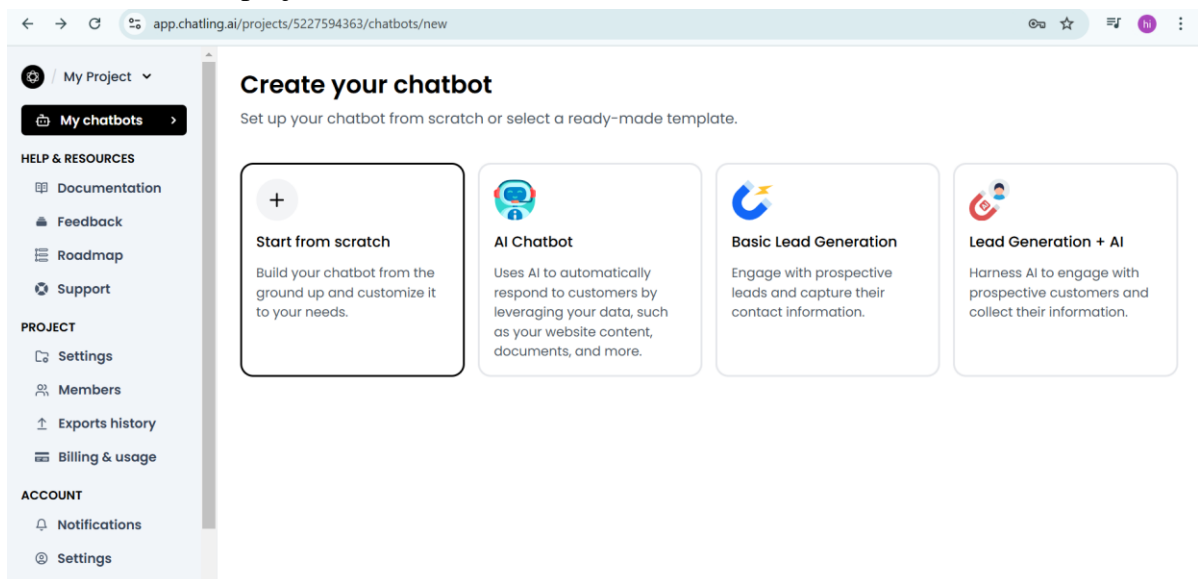 app.chatling.ai/projects/5227594363/chatbots/new
hi
/ My Project
My chatbots
HELP & RESOURCES
Documentation
Feedback
Roadmap
Support
PROJECT
Settings
Members
Exports history
Billing & usage
ACCOUNT
Notifications
Settings
Create your chatbot
Set up your chatbot from scratch or select a ready-made template.
Start from scratch
Build your chatbot from the
ground up and customize it
to your needs.
AI Chatbot
Uses AI to automatically
respond to customers by
leveraging your data, such
as your website content,
documents, and more.
Basic Lead Generation
Engage with prospective
leads and capture their
contact information.
Lead Generation + AI
Harness AI to engage with
prospective customers and
collect their information.